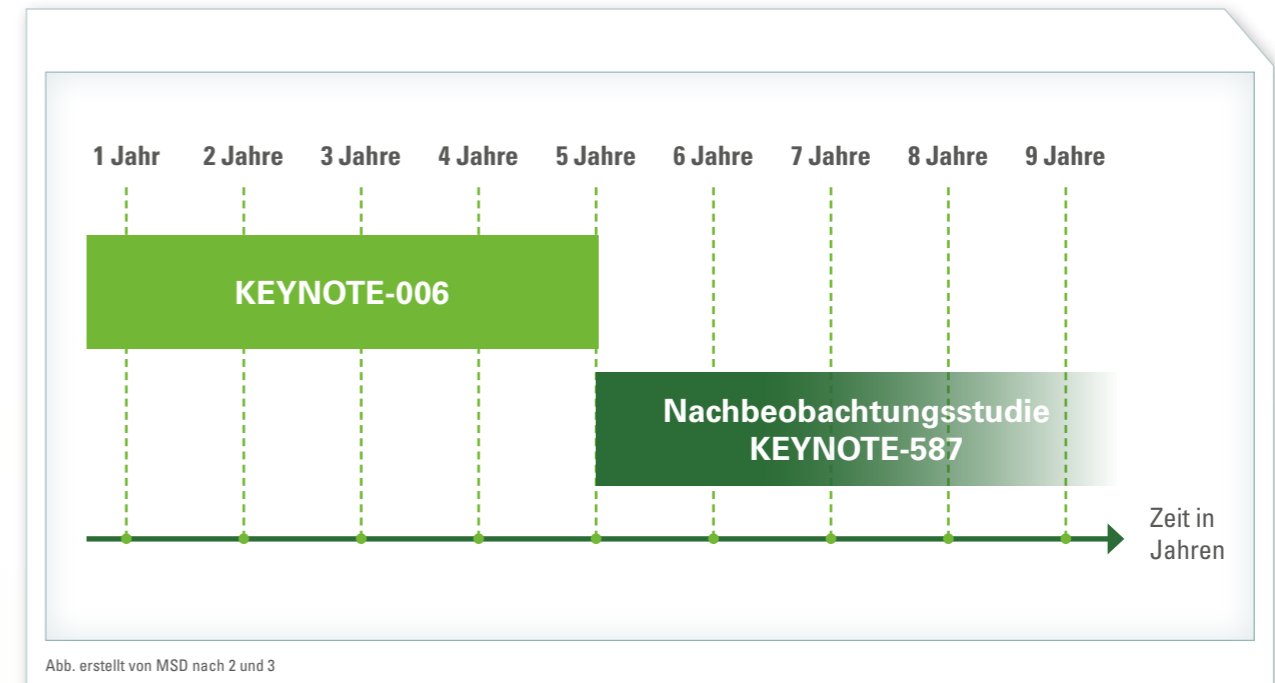 1 Jahr 2 Jahre 3 Jahre 4 Jahre 5 Jahre 6 Jahre 7 Jahre 8 Jahre 9 Jahre
KEYNOTE-006
Nachbeobachtungsstudie
KEYNOTE-587
Zeit in
Jahren
Abb. erstellt von MSD nach 2 und 3